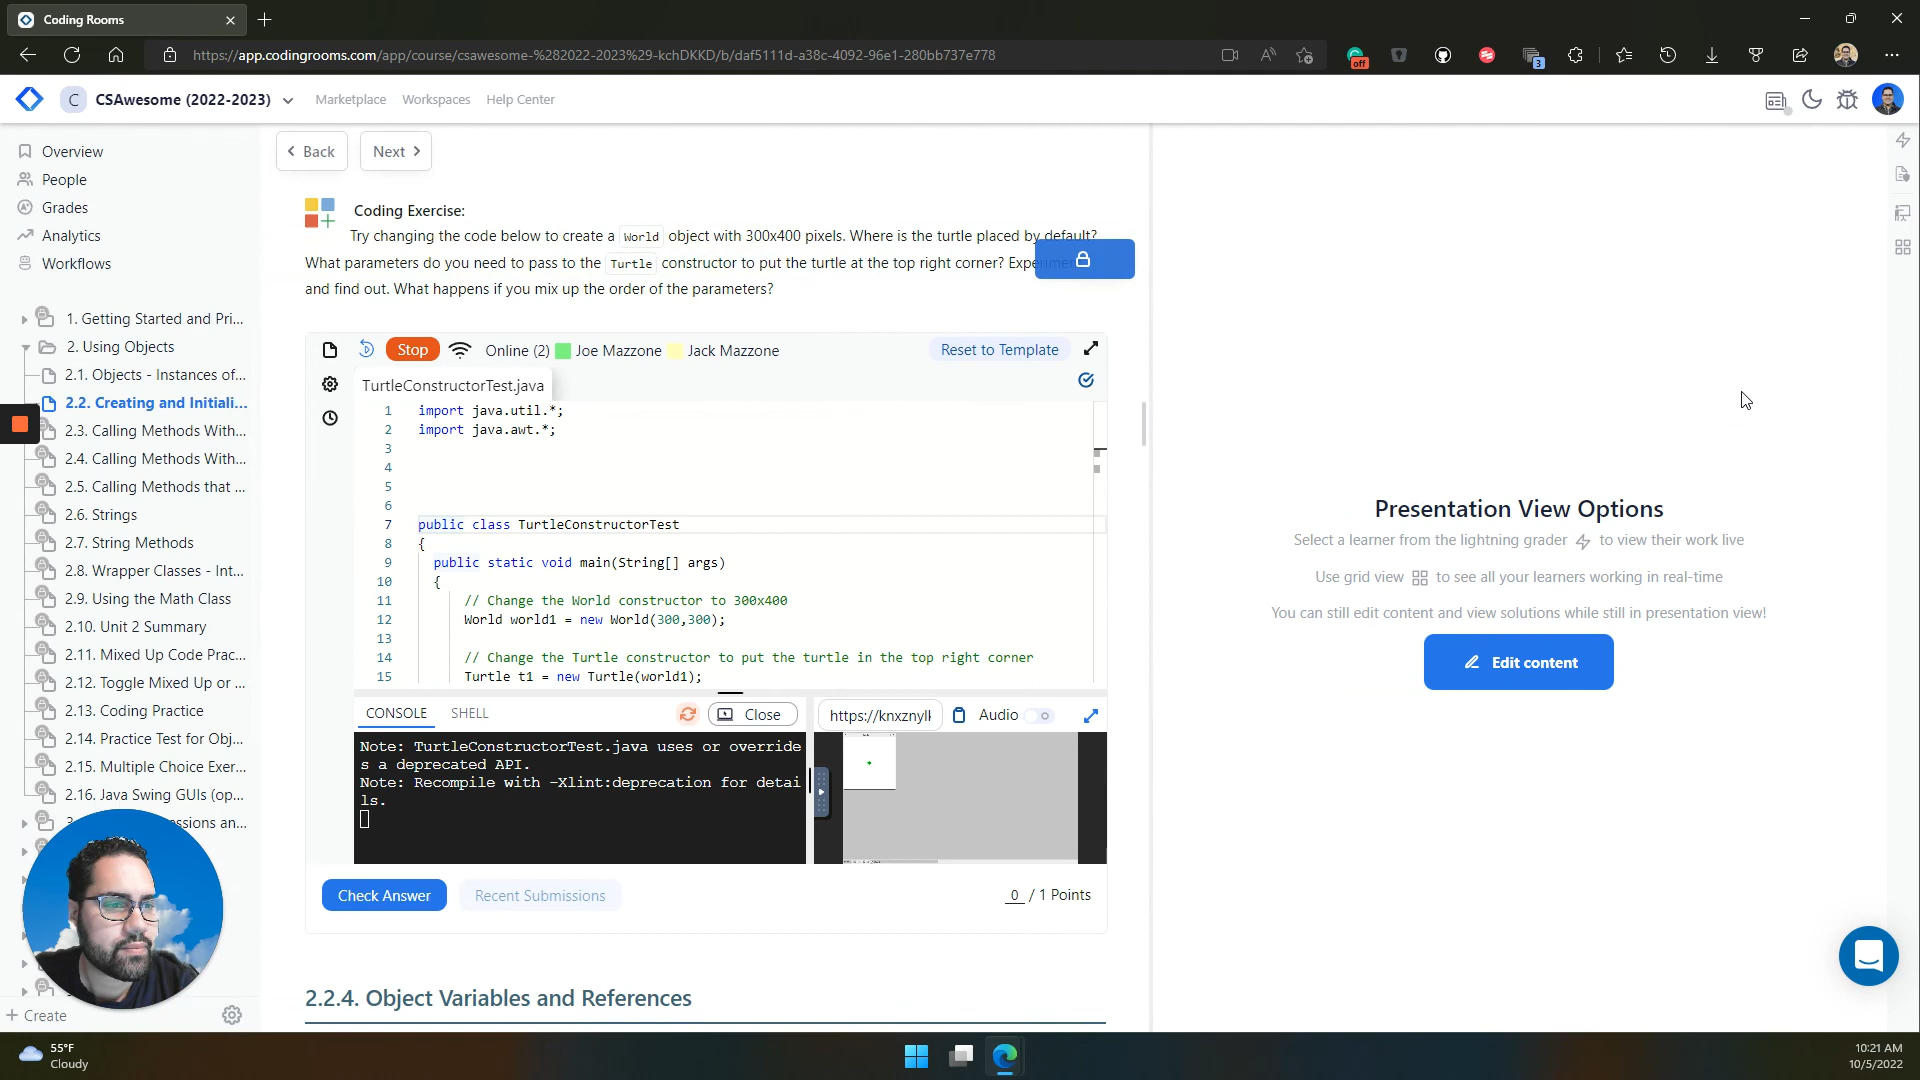 Coding Rooms
https://app.codingrooms.com/app/course/csawesome-%282022-2023%29-kchDKKD/b/daf5111d-a38c-4092-96e1-280bb737e778
off
3
C CSAwesome (2022-2023)
Marketplace Workspaces Help Center
Overview
People
Grades
Analytics
Workflows
1. Getting Started and Pri...
2. Using Objects
2.1. Objects - Instances of...
2.2. Creating and Initiali...
2.3. Calling Methods With...
2.4. Calling Methods With...
2.5. Calling Methods that ...
2.6. Strings
2.7. String Methods
2.8. Wrapper Classes - Int...
2.9. Using the Math Class
2.10. Unit 2 Summary
2.11. Mixed Up Code Prac...
2.12. Toggle Mixed Up or ...
2.13. Coding Practice
2.14. Practice Test for Obj...
2.15. Multiple Choice Exer...
2.16. Java Swing GUIs (op...
ssions an...
Create
Back
Next
Coding Exercise:
Try changing the code below to create a World object with 300x400 pixels. Where is the turtle placed by default?
What parameters do you need to pass to the Turtle constructor to put the turtle at the top right corner?
and find out. What happens if you mix up the order of the parameters?
Stop
Online (2) Joe Mazzone Jack Mazzone
Reset to Template
TurtleConstructorTest.java
1 import java.util.*;
2 import java.awt.*;
3
4
5
6
7 public class TurtleConstructorTest
8 {
9 public static void main(String[] args)
10 {
11 // Change the World constructor to 300x400
12 World world1 = new World(300,300);
13
14 // Change the Turtle constructor to put the turtle in the top right corner
15 Turtle t1 = new Turtle(world1);
CONSOLE SHELL
Close
https://knxznyl
Audio
Note: TurtleConstructorTest.java uses or override
s a deprecated API.
Note: Recompile with -Xlint:deprecation for detai
ls.
Check Answer
Recent Submissions
0 / 1 Points
2.2.4. Object Variables and References
Presentation View Options
Select a learner from the lightning grader to view their work live
Use grid view to see all your learners working in real-time
You can still edit content and view solutions while still in presentation view!
Edit content
55°F
Cloudy
10:21 AM
10/5/2022